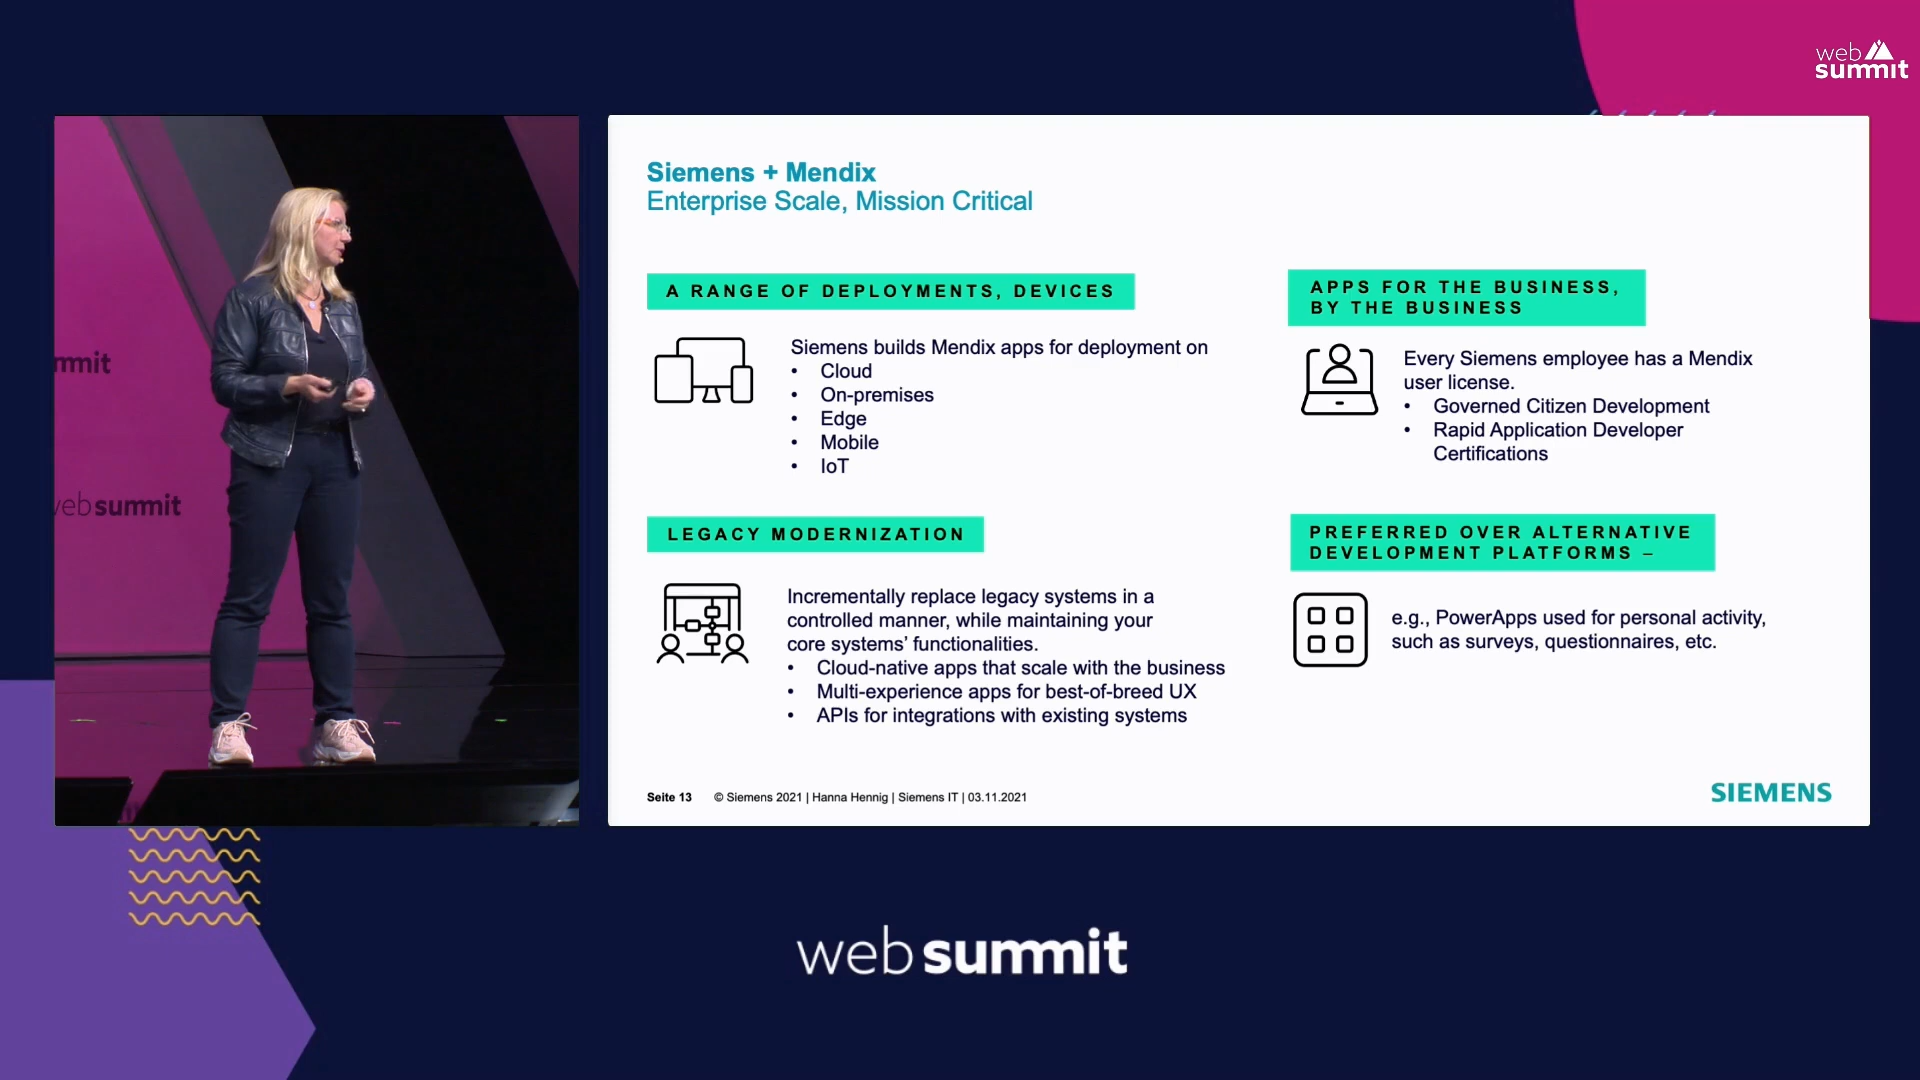 web
summit
mmit
web summit
Siemens + Mendix
Enterprise Scale, Mission Critical
A RANGE OF DEPLOYMENTS, DEVICES
Siemens builds Mendix apps for deployment on
• Cloud
• On-premises
• Edge
• Mobile
• IoT
APPS FOR THE BUSINESS,
BY THE BUSINESS
Every Siemens employee has a Mendix
user license.
• Governed Citizen Development
• Rapid Application Developer
Certifications
LEGACY MODERNIZATION
Incrementally replace legacy systems in a
controlled manner, while maintaining your
core systems’ functionalities.
• Cloud-native apps that scale with the business
• Multi-experience apps for best-of-breed UX
• APIs for integrations with existing systems
PREFERRED OVER ALTERNATIVE
DEVELOPMENT PLATFORMS –
e.g., PowerApps used for personal activity,
such as surveys, questionnaires, etc.
Seite 13 © Siemens 2021 | Hanna Hennig | Siemens IT | 03.11.2021
SIEMENS
web summit